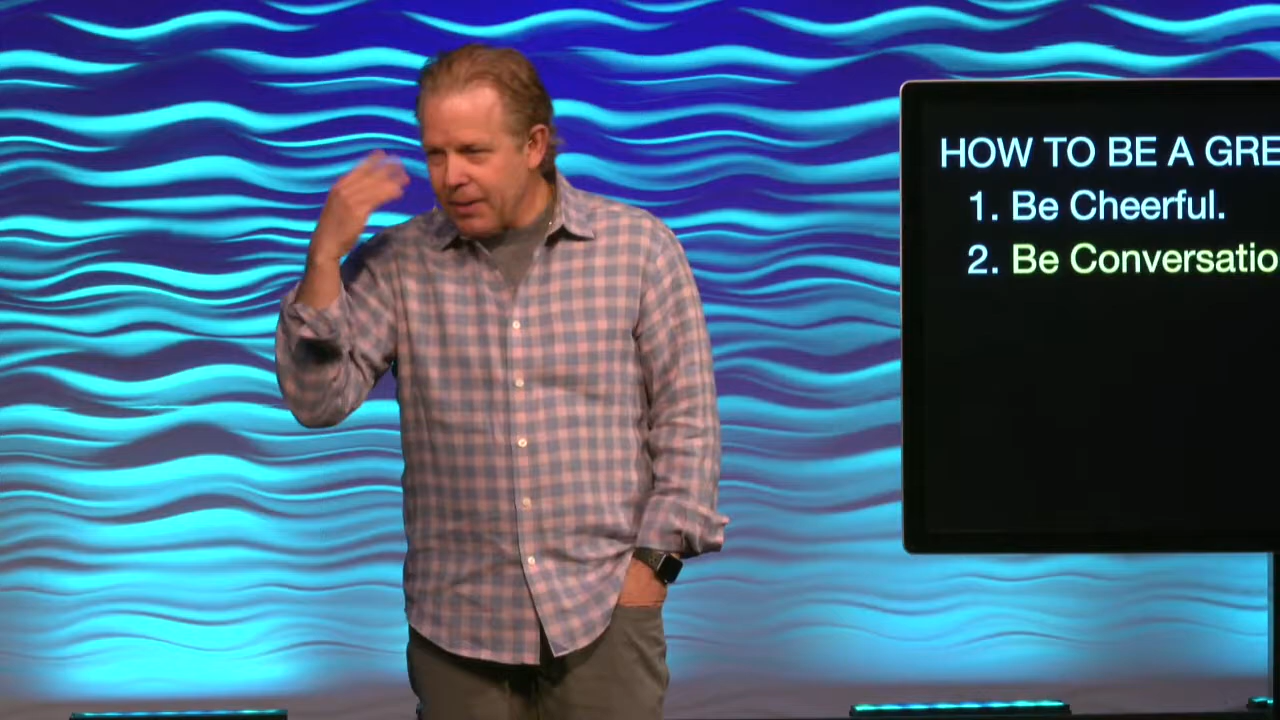 HOW TO BE A GRE
1. Be Cheerful.
2. Be Conversatio